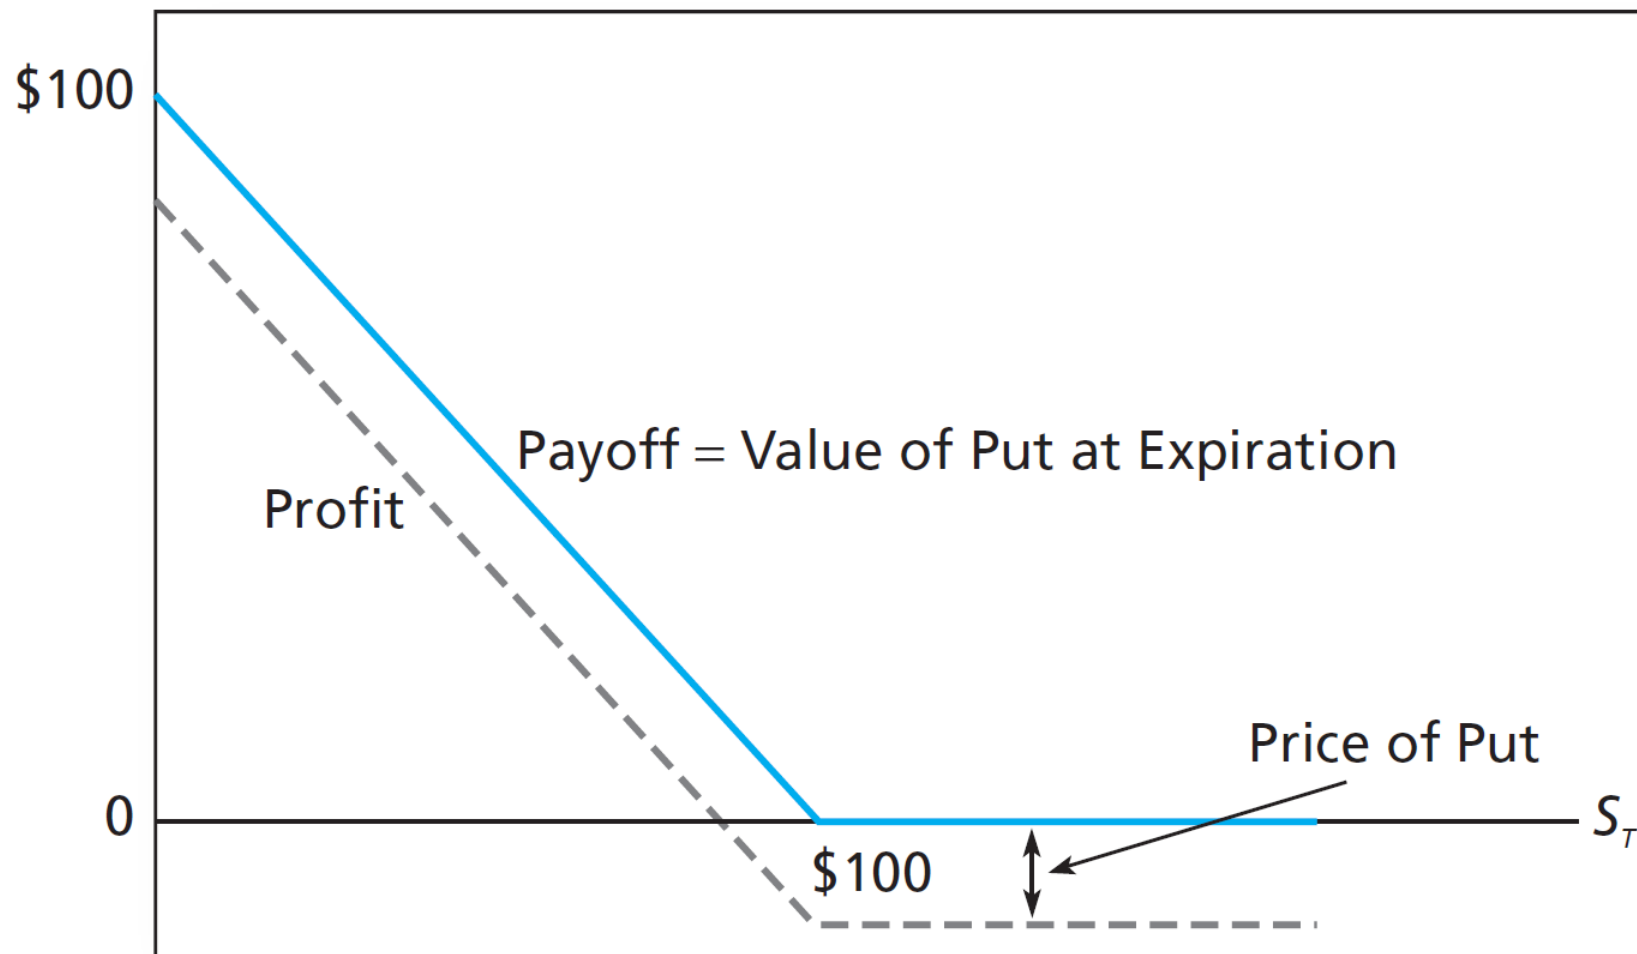 $100
Payoff = Value of Put at Expiration
Profit
Price of Put
0
S_T
$100